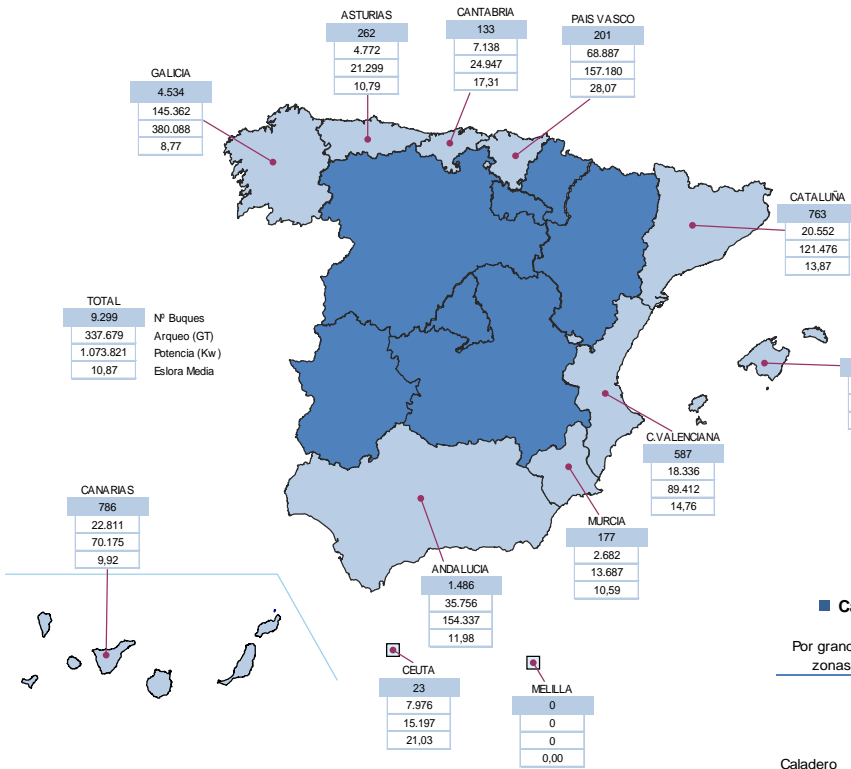 ASTURIAS
262
4.772
21.299
10,79
CANTABRIA
133
7.138
24.947
17,31
PAIS VASCO
201
68.887
157.180
28,07
GALICIA
4.534
145.362
380.088
8,77
CATALUÑA
763
20.552
121.476
13,87
TOTAL
9.299 Nº Buques
337.679 Arqueo (GT)
1.073.821 Potencia (Kw)
10,87 Eslora Media
C.VALENCIANA
587
18.336
89.412
14,76
CANARIAS
786
22.811
70.175
9,92
MURCIA
177
2.682
13.687
10,59
ANDALUCIA
1.486
35.756
154.337
11,98
CEUTA
23
7.976
15.197
21,03
MELILLA
0
0
0
0,00
Por
zonas
Caladero